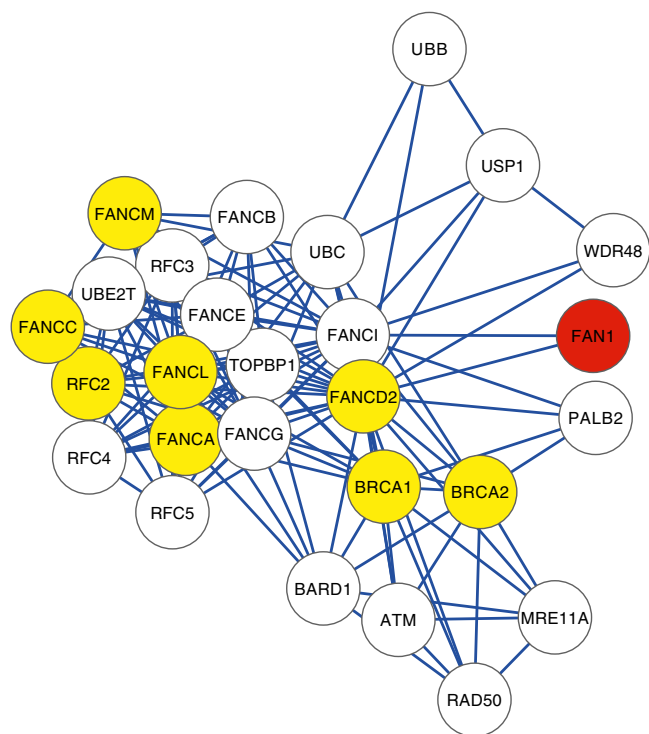 UBB
USP1
FANCM
FANCB
UBC
WDR48
RFC3
UBE2T
FANCE
FANCC
FANCI
FAN1
TOPBP1
FANCL
RFC2
FANCD2
PALB2
FANCA
FANCG
RFC4
BRCA1
BRCA2
RFC5
BARD1
ATM
MRE11A
RAD50